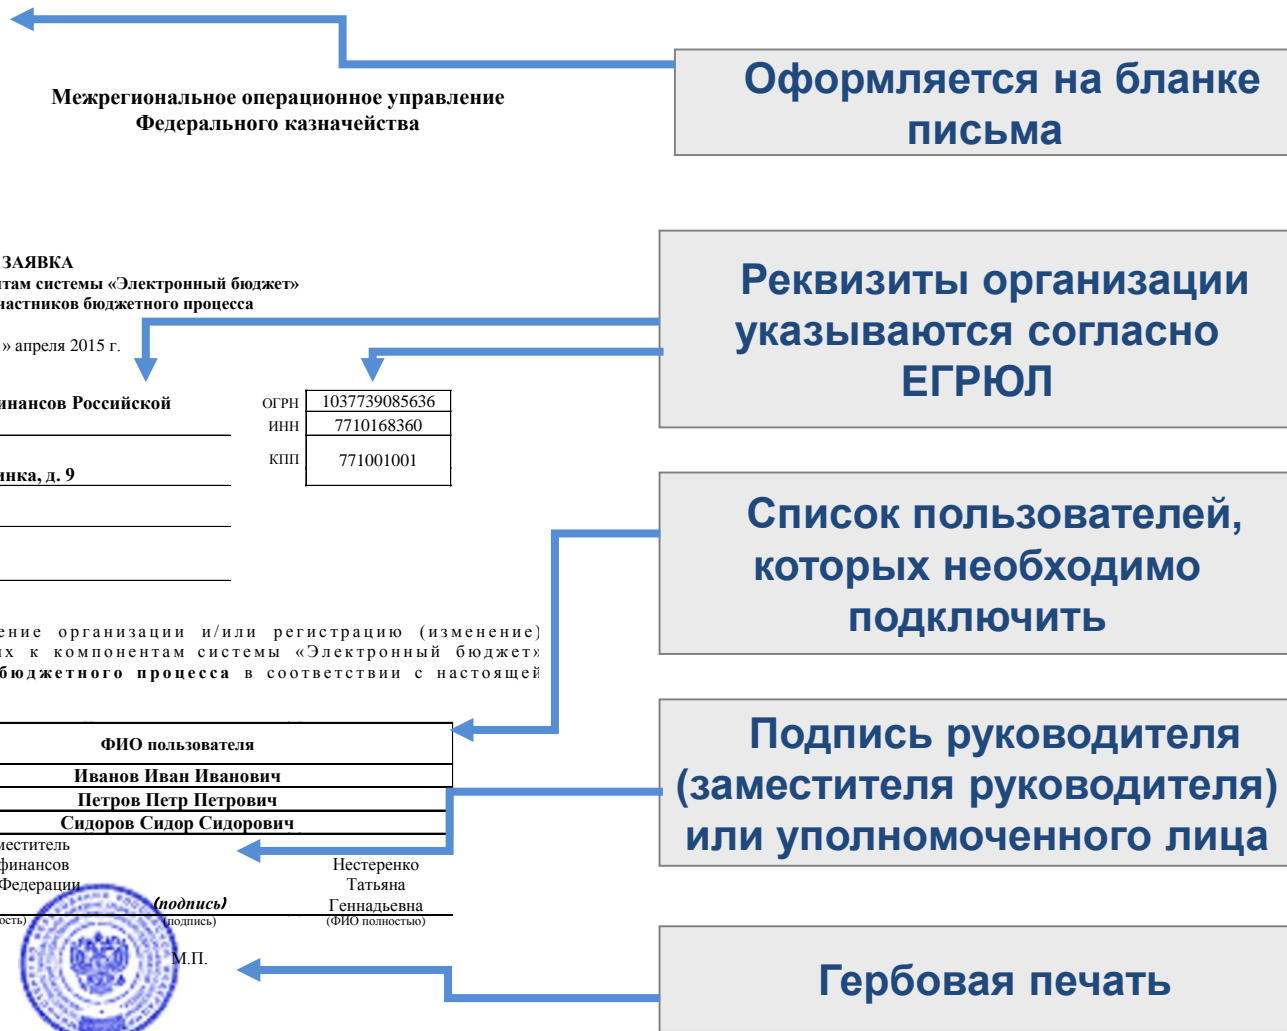 Оформляется на бланке
письма
Межрегиональное операционное управление
Федерального казначейства
ЗАЯВКА
там системы «Электронный бюджет»
частников бюджетного процесса
» апреля 2015 г.
Реквизиты организации
указываются согласно
ЕГРЮЛ
инансов Российской
ОГРН 1037739085636
ИНН 7710168360
КПП 771001001
инка, д. 9
Список пользователей,
которых необходимо
подключить
ение организации и/или регистрацию (изменение)
х к компонентам системы «Электронный бюджет»
бюджетного процесса в соответствии с настоящей
ФИО пользователя
Иванов Иван Иванович
Петров Петр Петрович
Сидоров Сидор Сидорович
Подпись руководителя
(заместителя руководителя)
или уполномоченного лица
меститель
финансов
Федерации
(подпись)
Нестеренко
Татьяна
Геннадьевна
ость)
(подпись)
(ФИО полностью)
М.П.
Гербовая печать